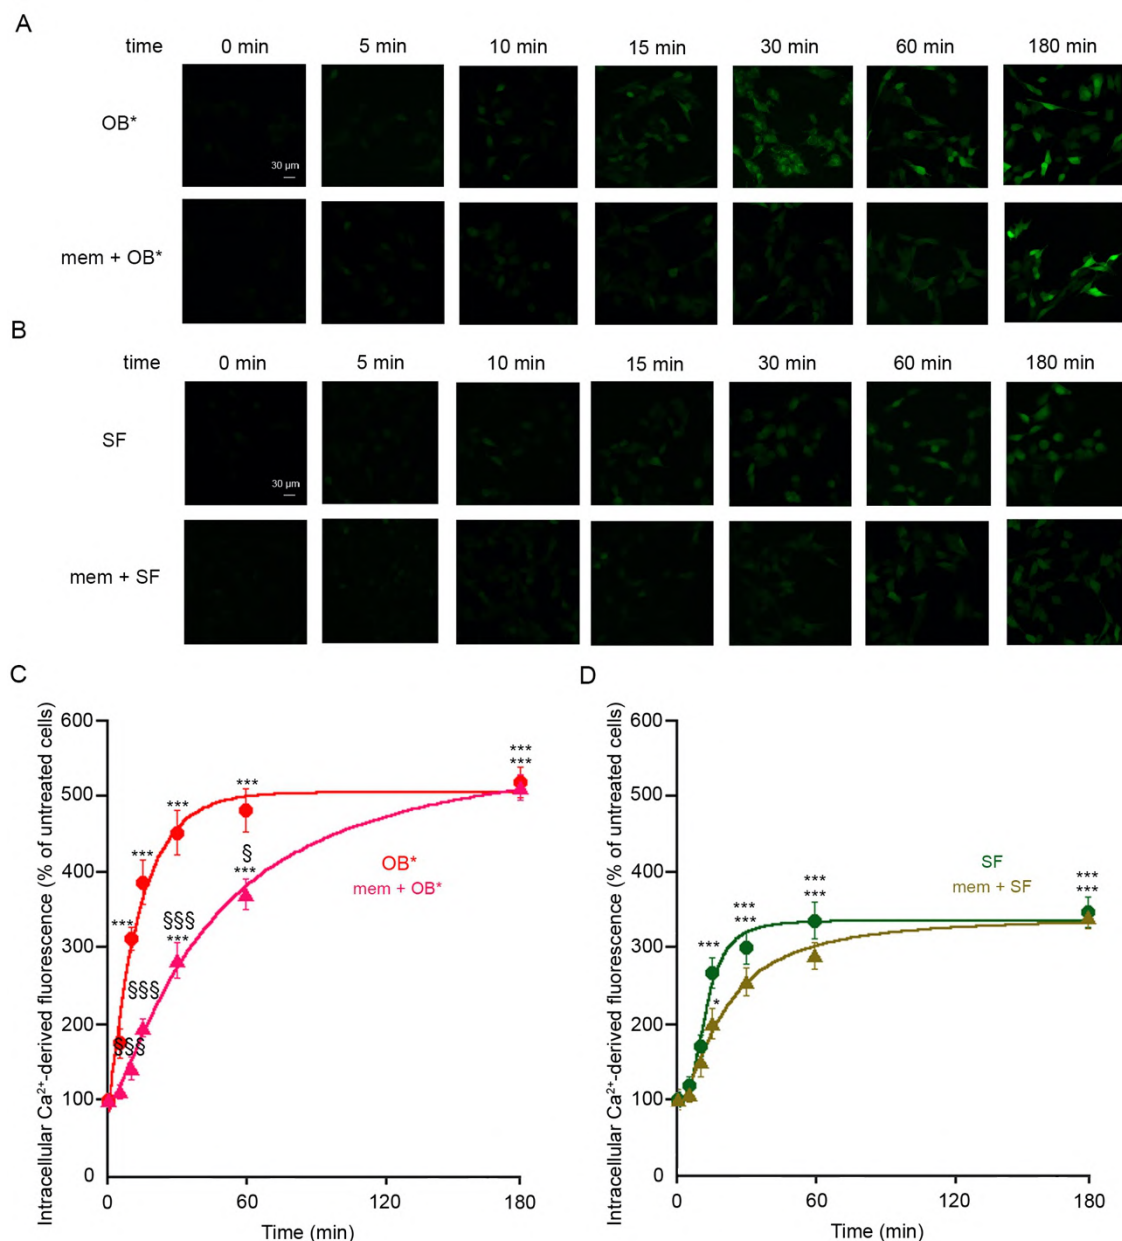 A
time 0 min 5 min 10 min 15 min 30 min 60 min 180 min
OB*
30 µm
mem + OB*
B
time 0 min 5 min 10 min 15 min 30 min 60 min 180 min
SF
30 µm
mem + SF
C
Intracellular Ca²⁺-derived fluorescence (% of untreated cells)
600
500
400
300
200
100
0
0 60 120 180
Time (min)
***
***
***
***
***
***
***
§
***
§§§
***
§§§
§§§
OB*
mem + OB*
D
Intracellular Ca²⁺-derived fluorescence (% of untreated cells)
600
500
400
300
200
100
0
0 60 120 180
Time (min)
***
***
***
***
***
***
***
*
SF
mem + SF